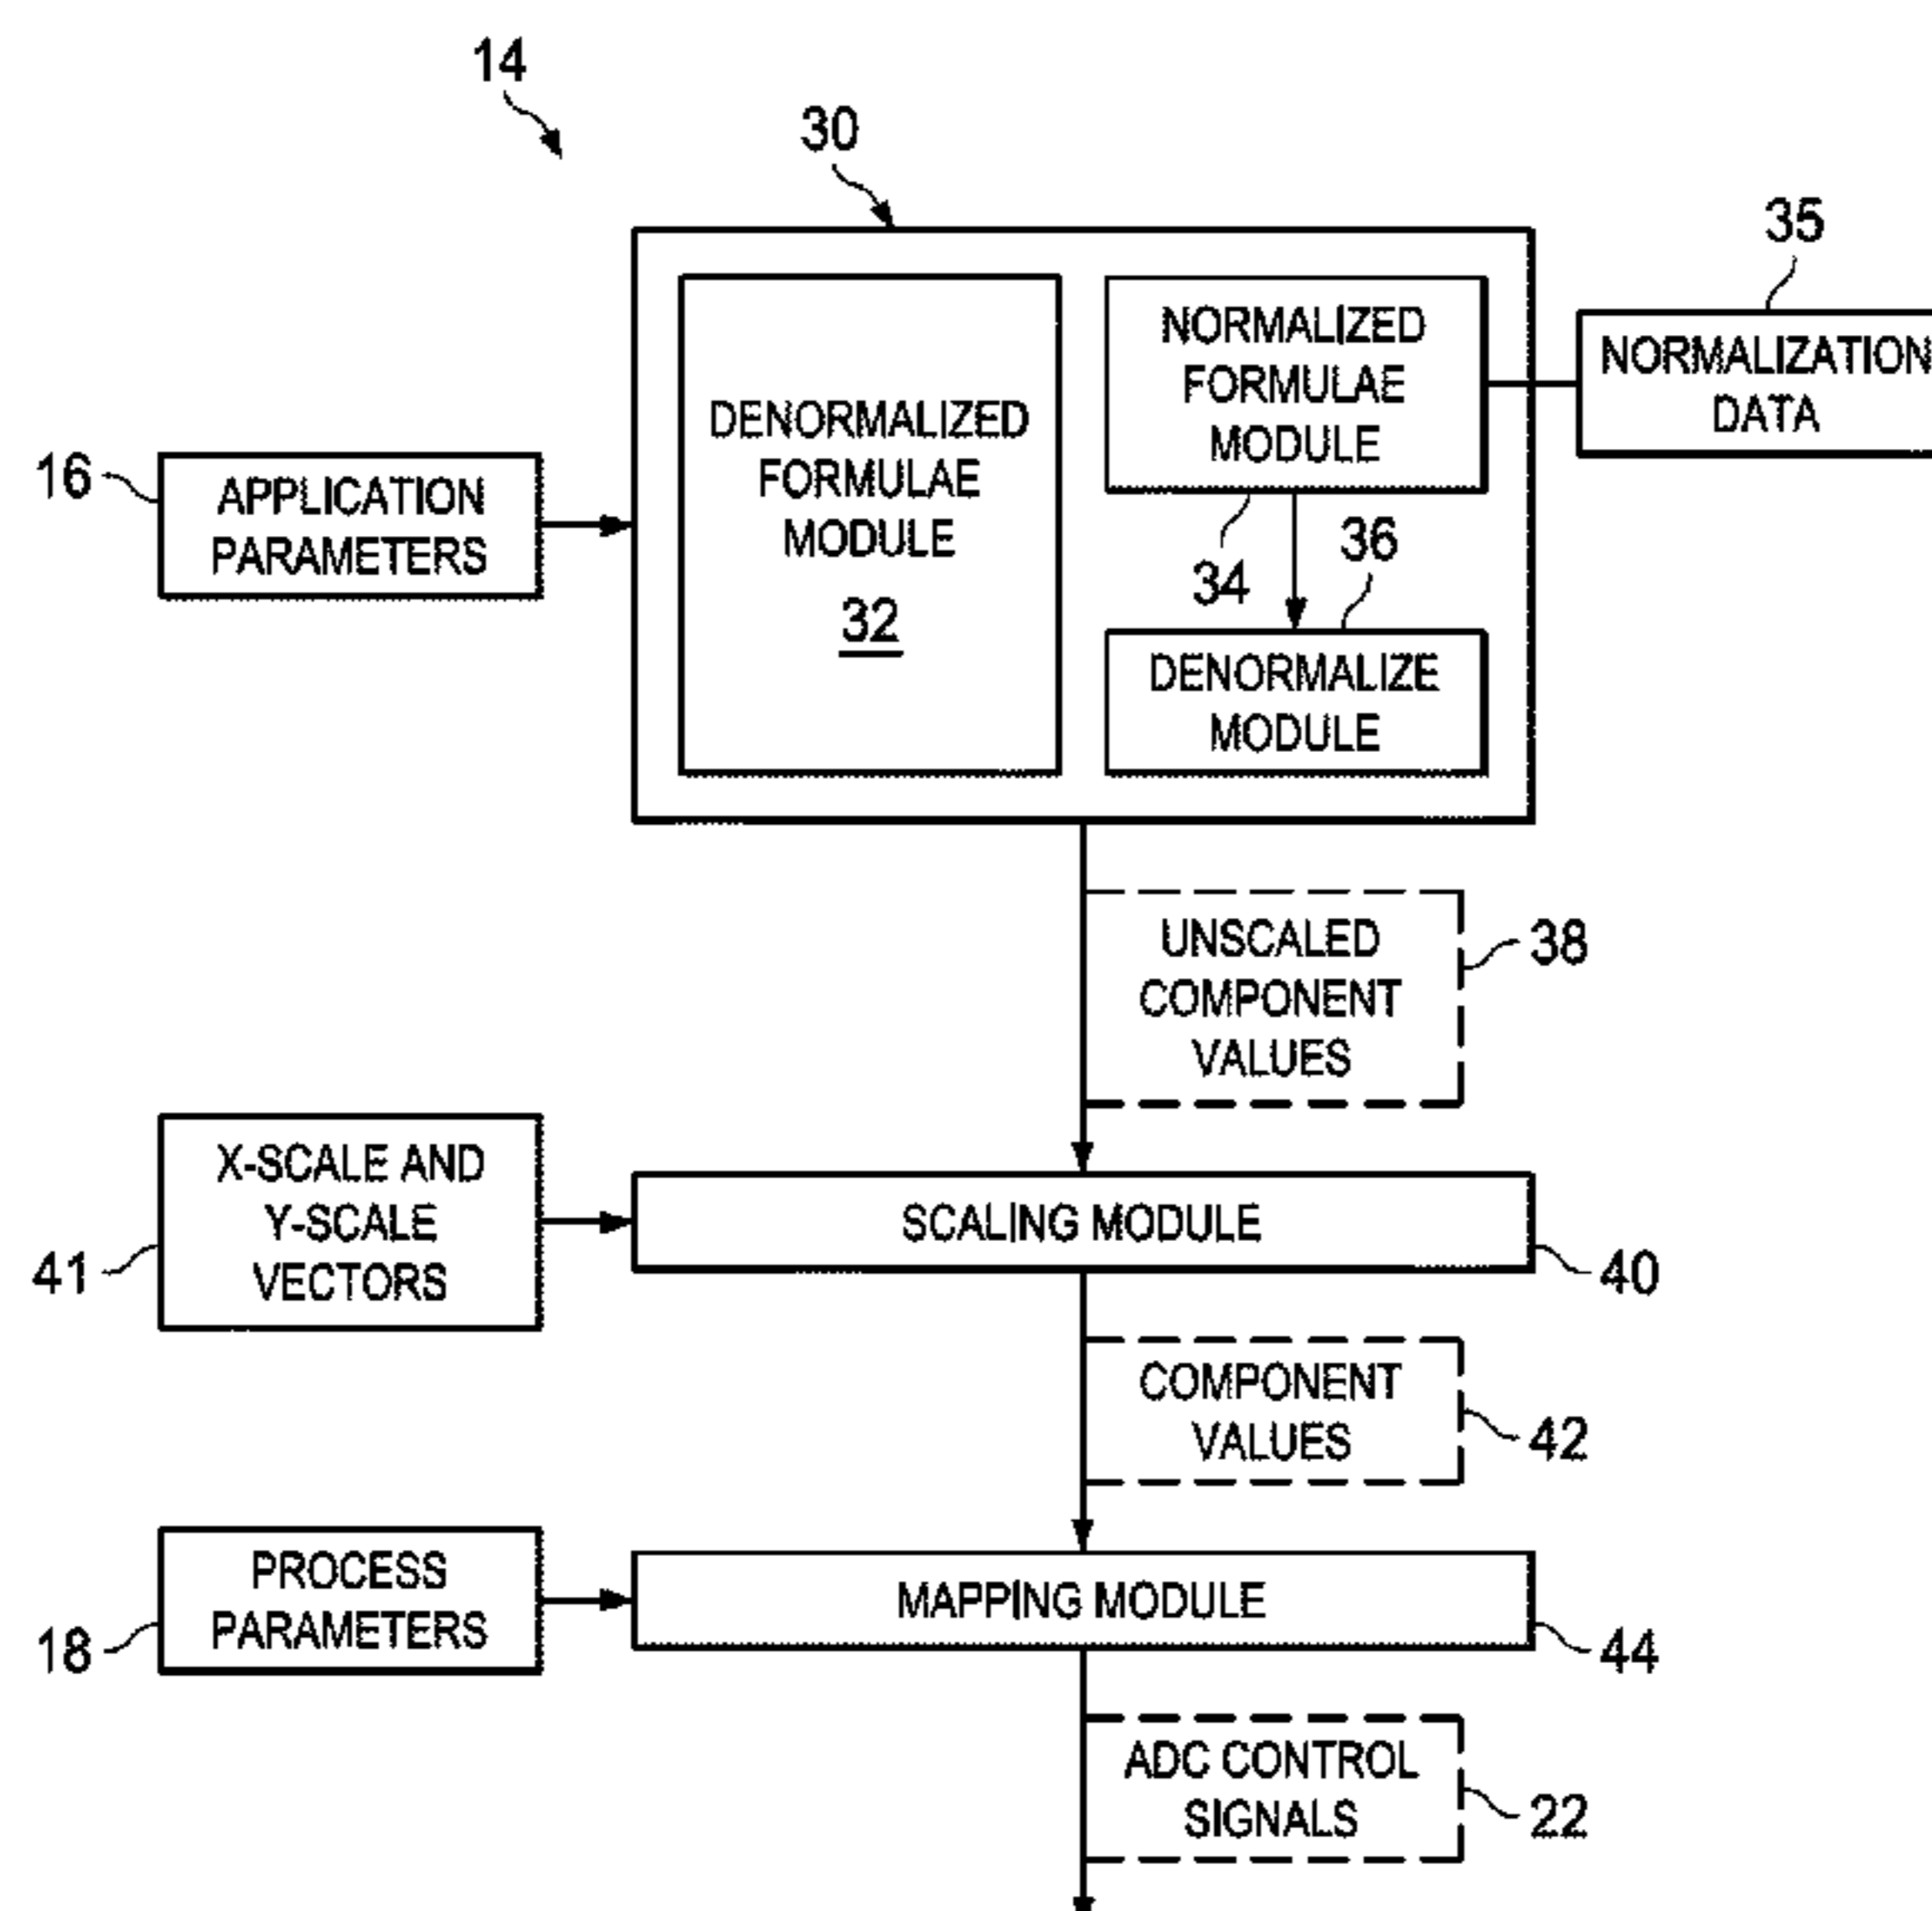 14
30
35
NORMALIZED
FORMULAE
MODULE
NORMALIZATION
DATA
DENORMALIZED
FORMULAE
MODULE
32
16
APPLICATION
PARAMETERS
34
36
DENORMALIZE
MODULE
UNSCALED
COMPONENT
VALUES
38
X-SCALE AND
Y-SCALE
VECTORS
41
SCALING MODULE
40
COMPONENT
VALUES
42
PROCESS
PARAMETERS
18
MAPPING MODULE
44
ADC CONTROL
SIGNALS
22